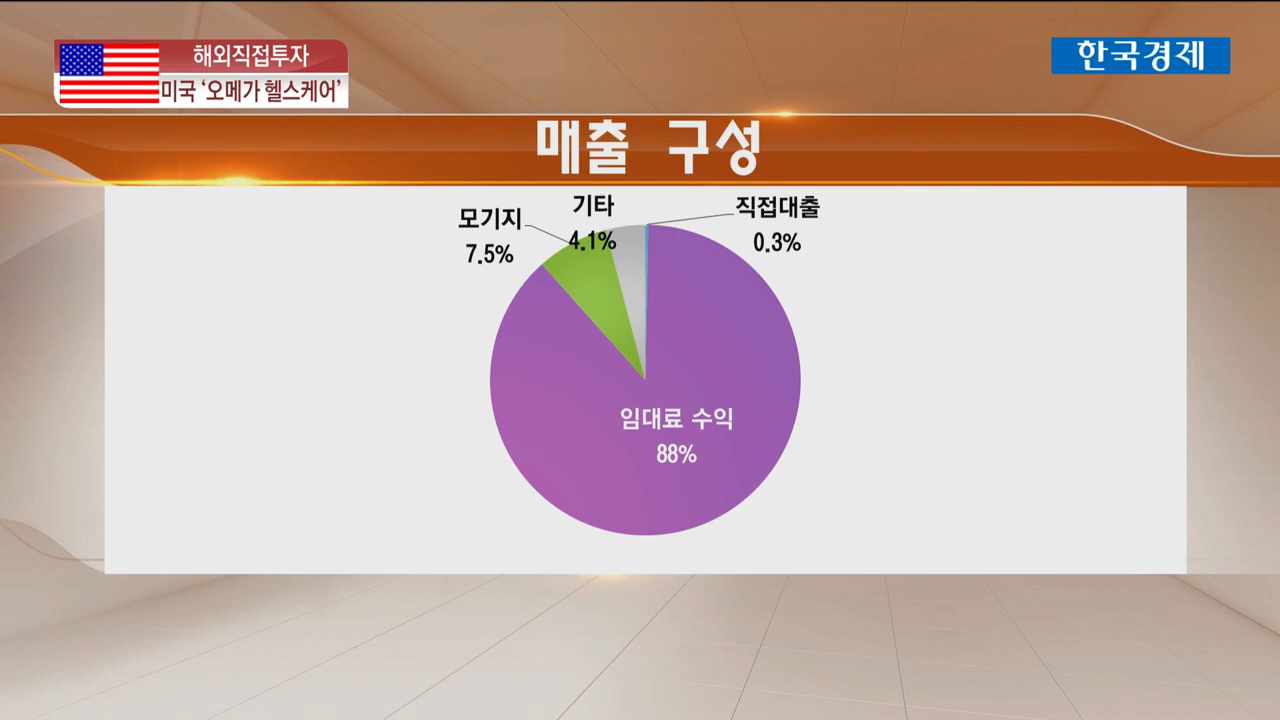 해외직접투자
미국 ‘오메가 헬스케어’
한국경제
매출 구성
모기지
7.5%
기타
4.1%
직접대출
0.3%
임대료 수익
88%